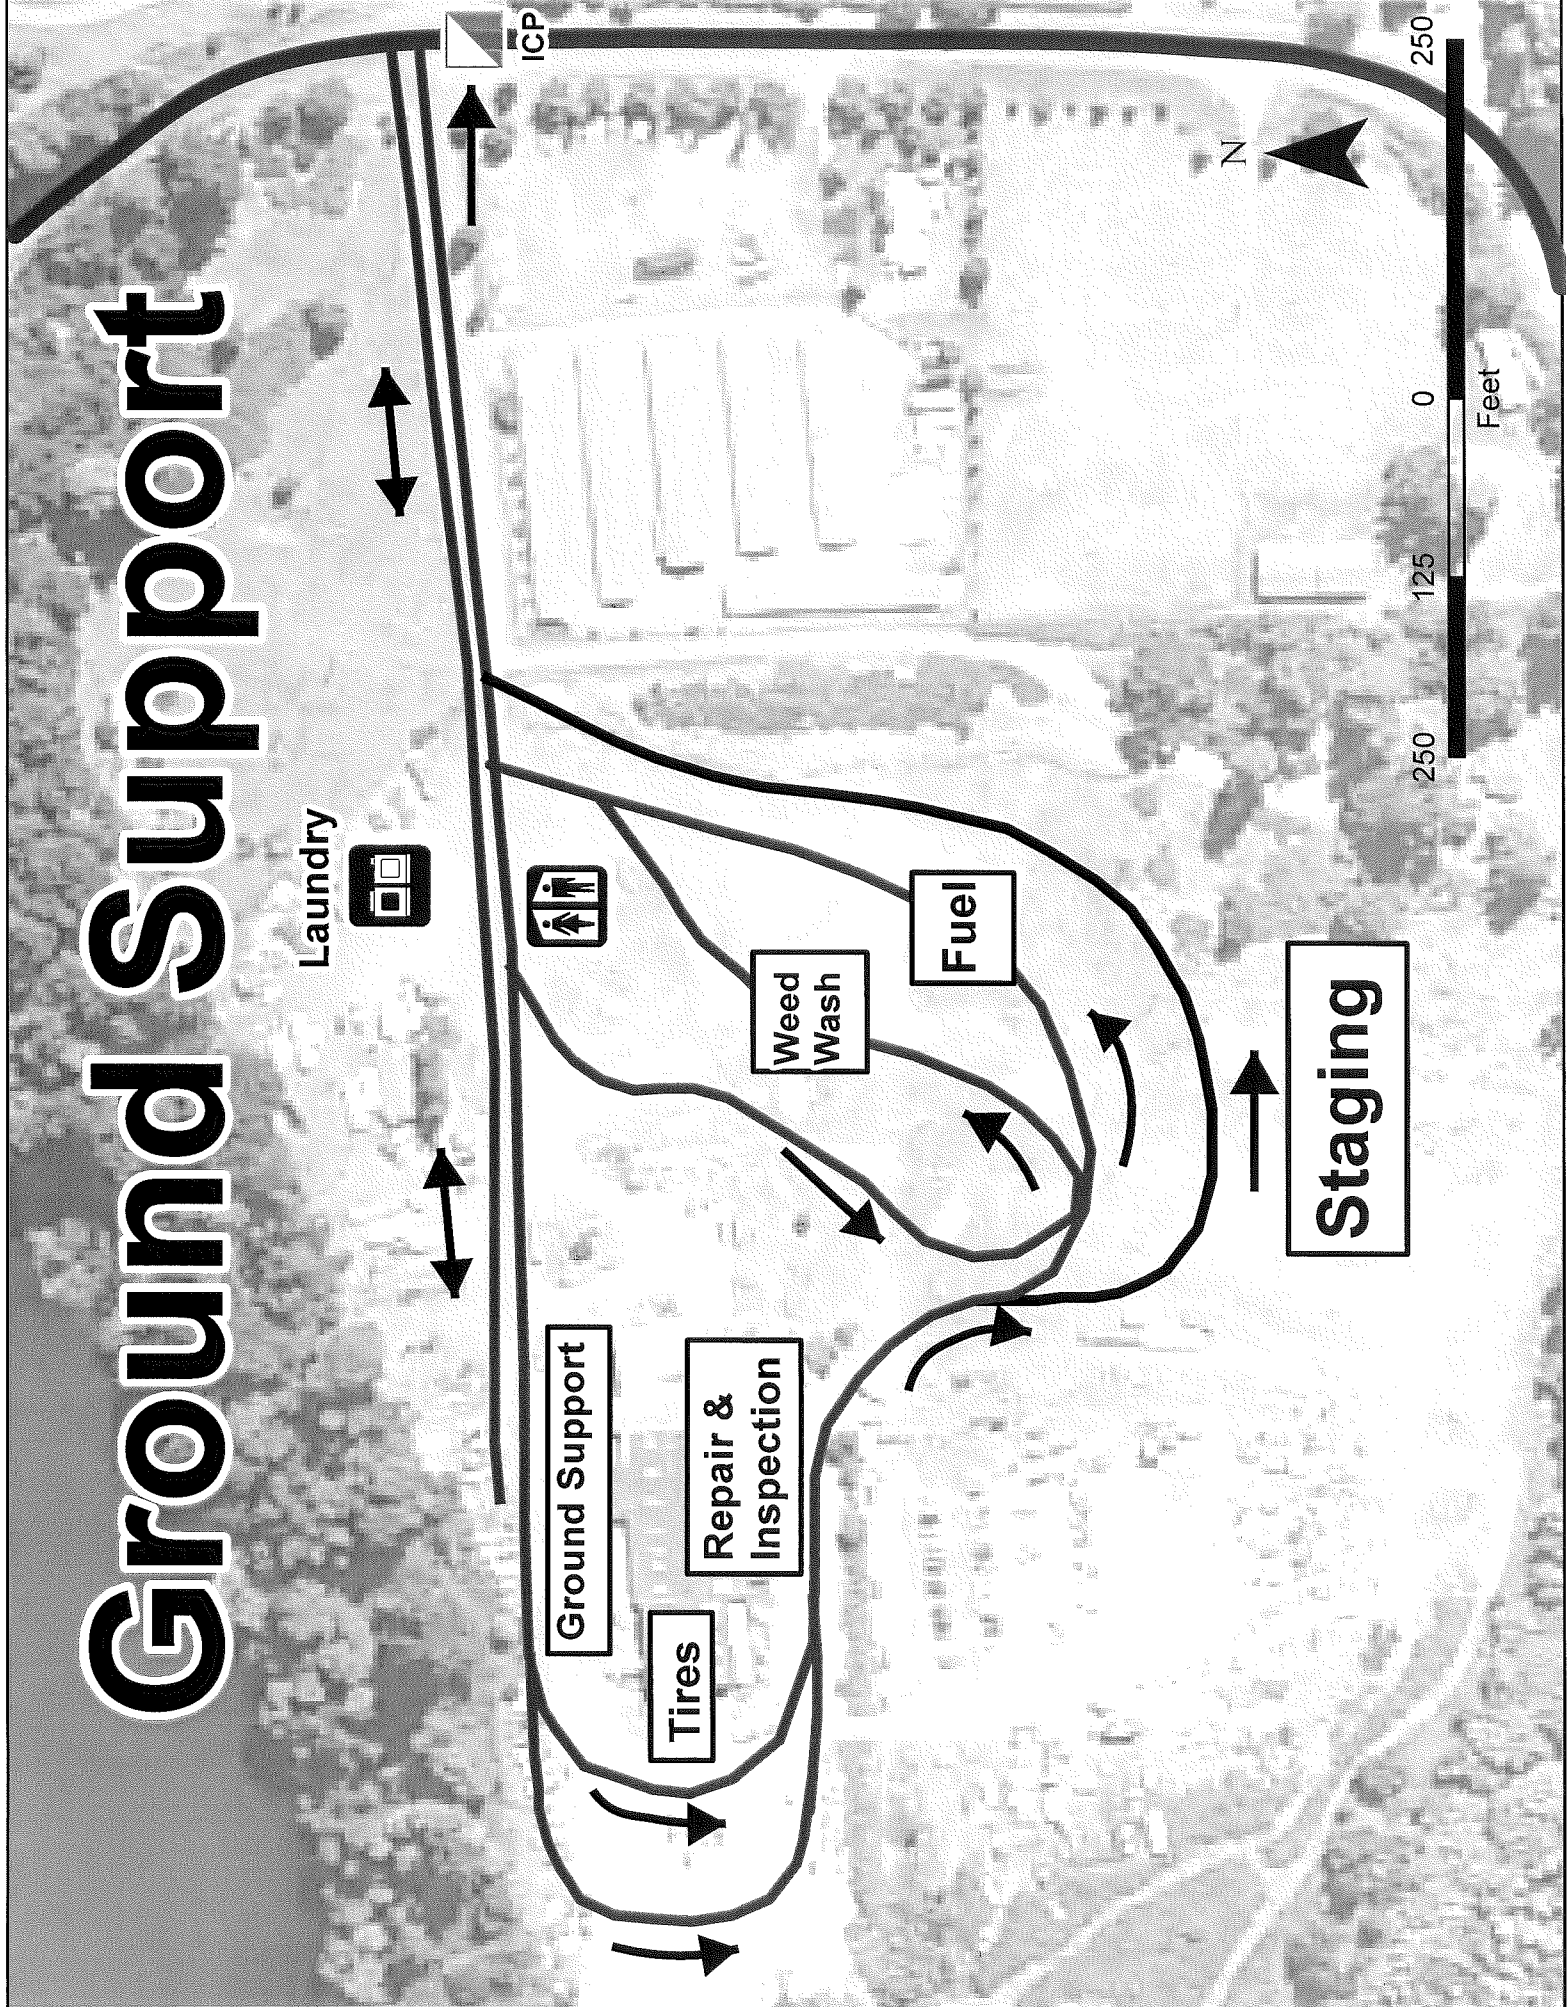 Ground Support
Laundry
ICP
Ground Support
Tires
Repair &
Inspection
Weed
Wash
Fuel
Staging
N
250
125
0
250
Feet